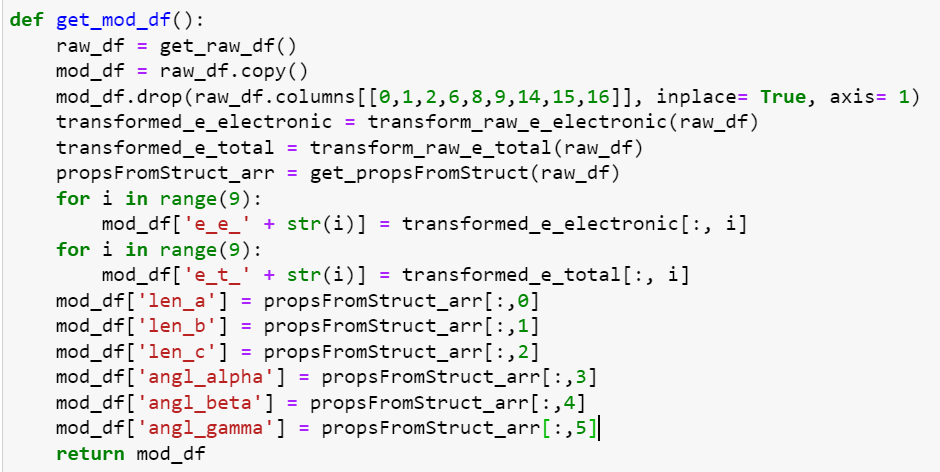 def get_mod_df():
    raw_df = get_raw_df()
    mod_df = raw_df.copy()
    mod_df.drop(raw_df.columns[[0,1,2,6,8,9,14,15,16]], inplace= True, axis= 1)
    transformed_e_electronic = transform_raw_e_electronic(raw_df)
    transformed_e_total = transform_raw_e_total(raw_df)
    propsFromStruct_arr = get_propsFromStruct(raw_df)
    for i in range(9):
        mod_df['e_e_' + str(i)] = transformed_e_electronic[:, i]
    for i in range(9):
        mod_df['e_t_' + str(i)] = transformed_e_total[:, i]
    mod_df['len_a'] = propsFromStruct_arr[:,0]
    mod_df['len_b'] = propsFromStruct_arr[:,1]
    mod_df['len_c'] = propsFromStruct_arr[:,2]
    mod_df['angl_alpha'] = propsFromStruct_arr[:,3]
    mod_df['angl_beta'] = propsFromStruct_arr[:,4]
    mod_df['angl_gamma'] = propsFromStruct_arr[:,5]
    return mod_df